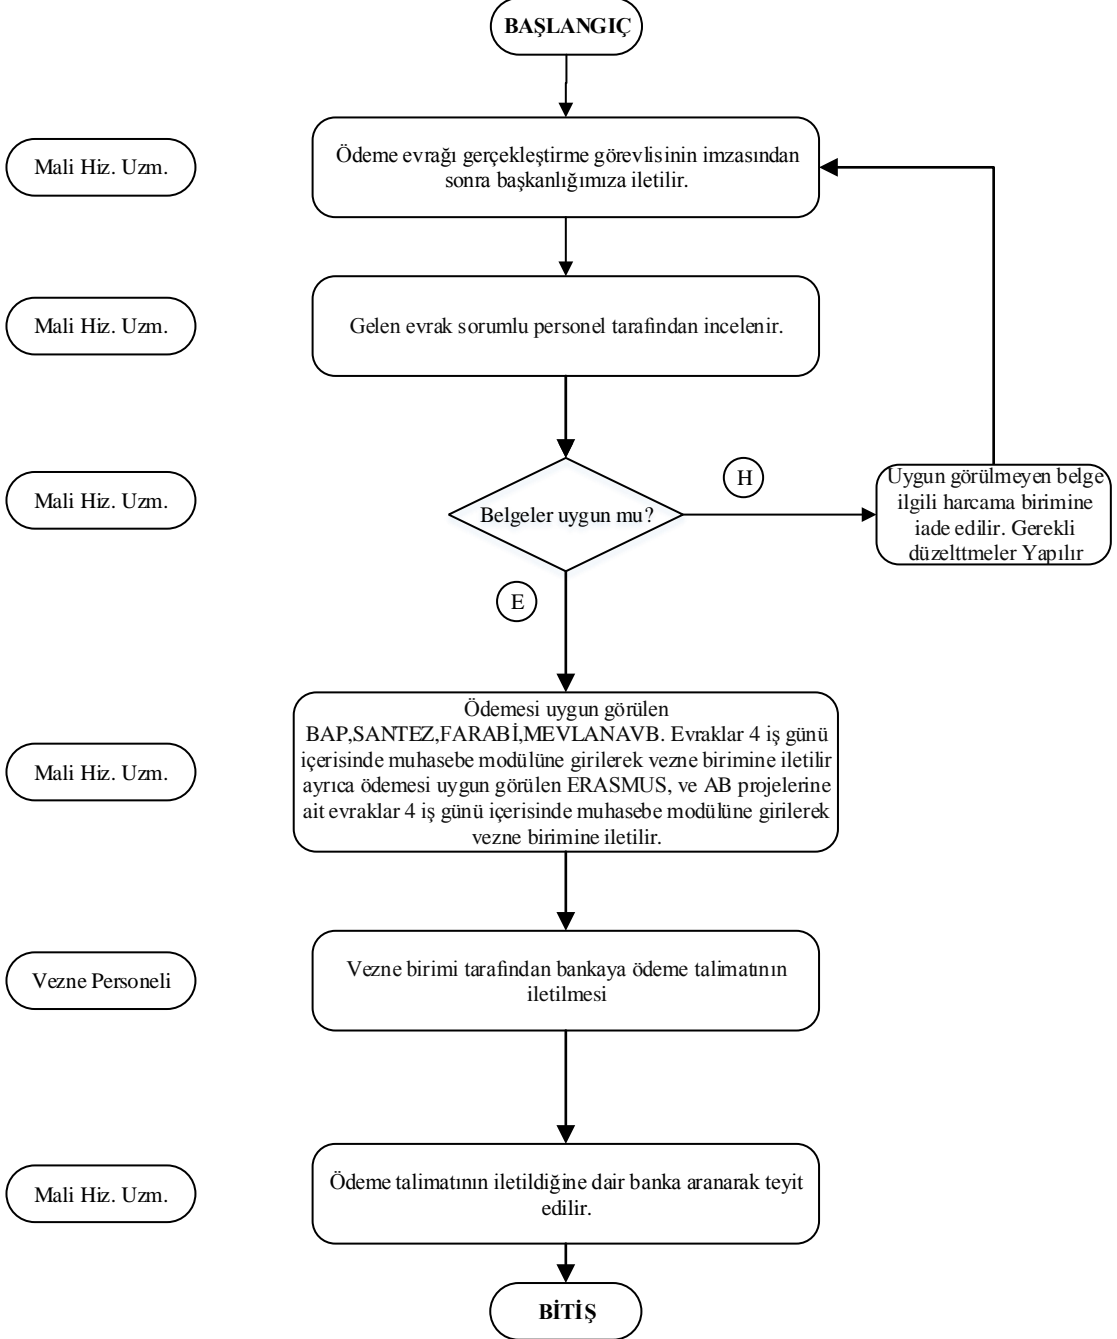 BAŞLANGIÇ
Mali Hiz. Uzm.
Ödeme evrağı gerçekleştirme görevlisinin imzasından
sonra başkanlığımıza iletilir.
Mali Hiz. Uzm.
Gelen evrak sorumlu personel tarafından incelenir.
Mali Hiz. Uzm.
Belgeler uygun mu?
H
Uygun görülmeyen belge
ilgili harcama birimine
iade edilir. Gerekli
düzelttmeler Yapılır
E
Mali Hiz. Uzm.
Ödemesi uygun görülen
BAP,SANTEZ,FARABİ,MEVLANAVB. Evraklar 4 iş günü
içerisinde muhasebe modülüne girilerek vezne birimine iletilir
ayrıca ödemesi uygun görülen ERASMUS, ve AB projelerine
ait evraklar 4 iş günü içerisinde muhasebe modülüne girilerek
vezne birimine iletilir.
Vezne Personeli
Vezne birimi tarafından bankaya ödeme talimatının
iletilmesi
Mali Hiz. Uzm.
Ödeme talimatının iletildiğine dair banka aranarak teyit
edilir.
BİTİŞ